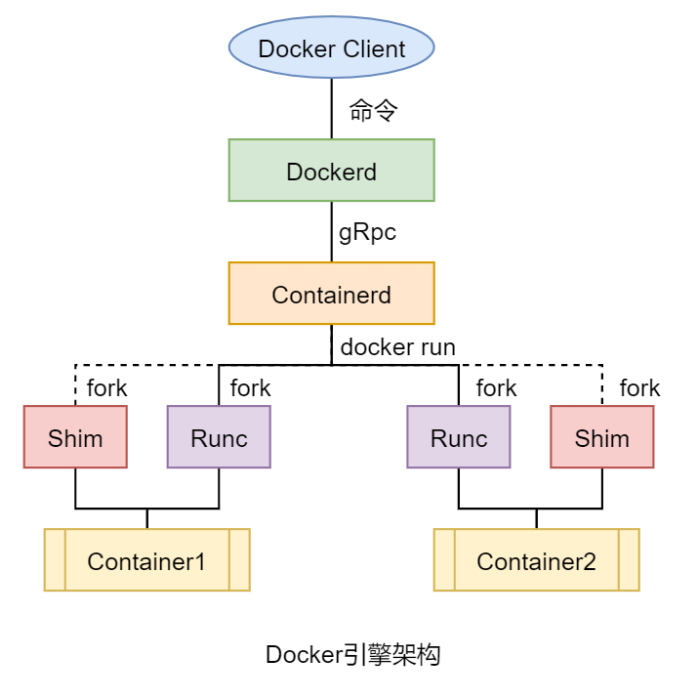 Docker Client
命令
Dockerd
gRpc
Containerd
docker run
fork
fork
fork
fork
Shim
Runc
Runc
Shim
Container1
Container2
Docker引擎架构